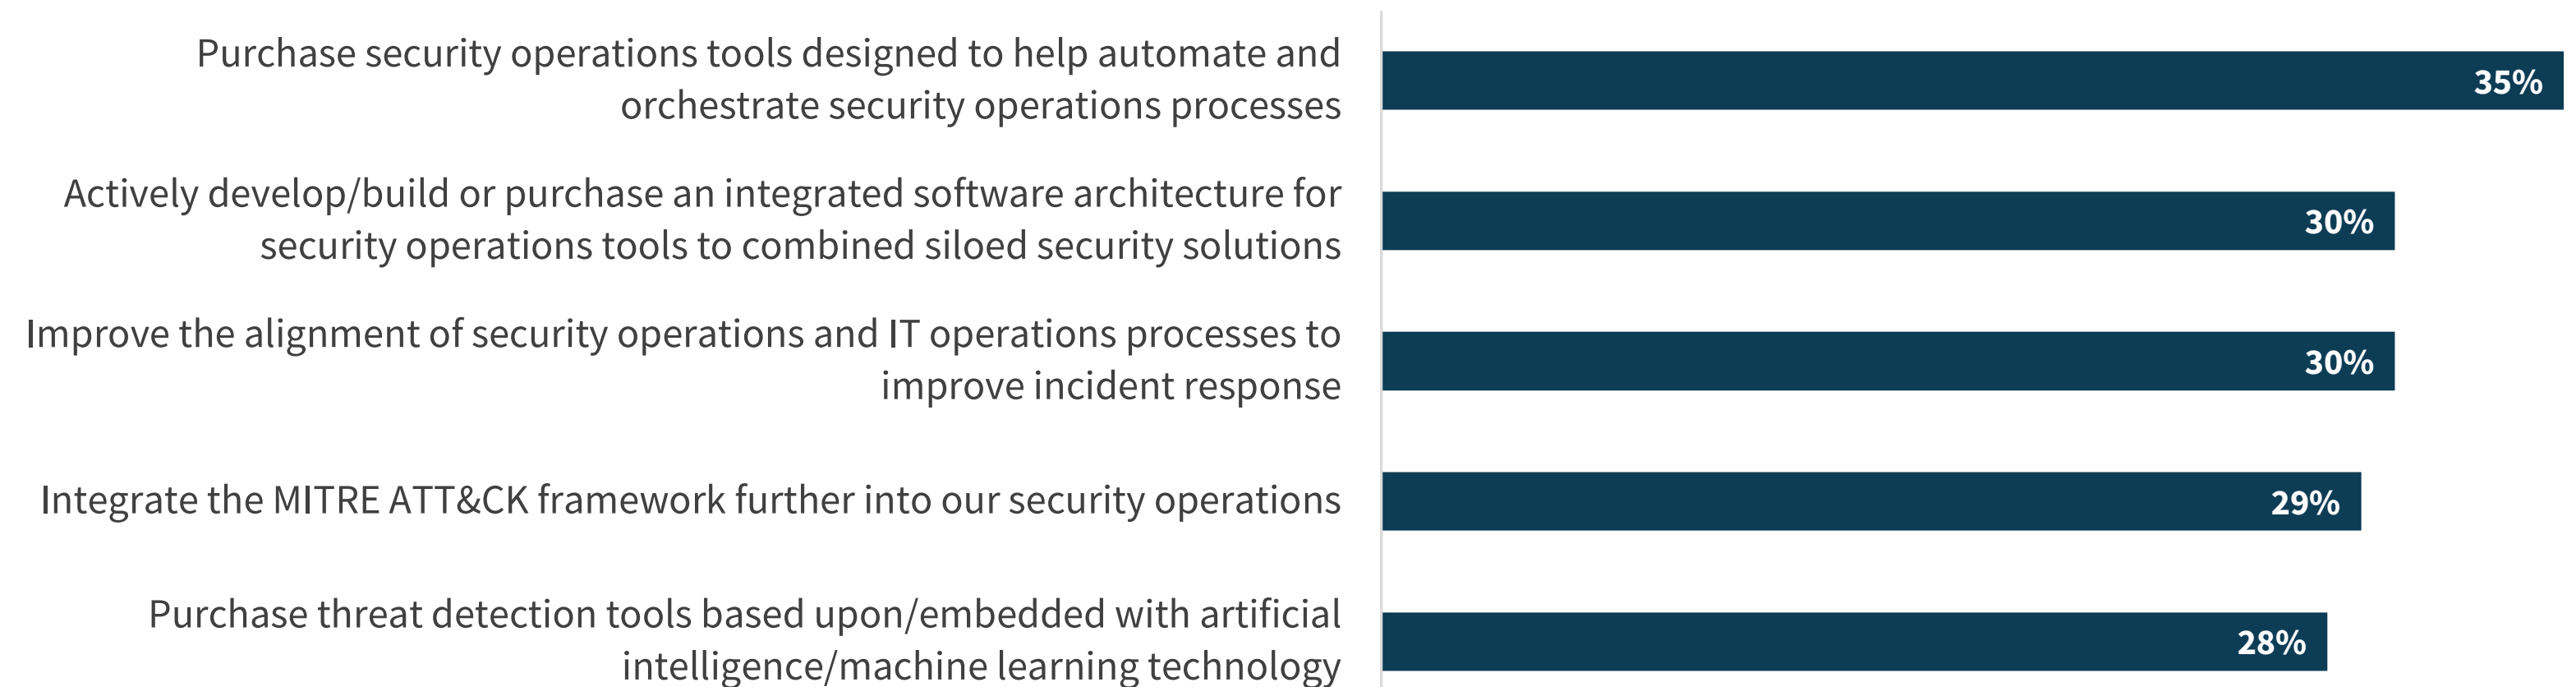 Purchase security operations tools designed to help automate and
orchestrate security operations processes
35%
Actively develop/build or purchase an integrated software architecture for
security operations tools to combined siloed security solutions
30%
Improve the alignment of security operations and IT operations processes to
improve incident response
30%
Integrate the MITRE ATT&CK framework further into our security operations
29%
Purchase threat detection tools based upon/embedded with artificial
intelligence/machine learning technology
28%